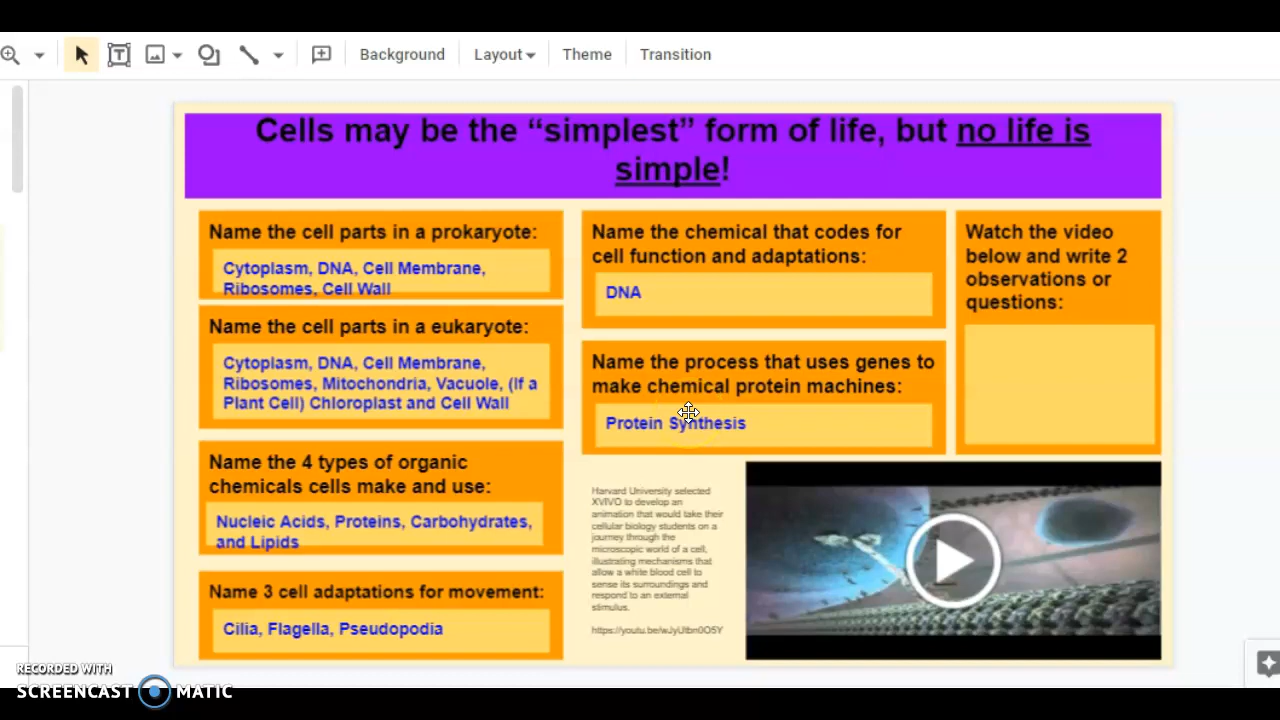 Background
Layout
Theme
Transition
Cells may be the “simplest” form of life, but no life is
simple!
Name the cell parts in a prokaryote:
Cytoplasm, DNA, Cell Membrane,
Ribosomes, Cell Wall
Name the cell parts in a eukaryote:
Cytoplasm, DNA, Cell Membrane,
Ribosomes, Mitochondria, Vacuole, (If a
Plant Cell) Chloroplast and Cell Wall
Name the 4 types of organic
chemicals cells make and use:
Nucleic Acids, Proteins, Carbohydrates,
and Lipids
Name 3 cell adaptations for movement:
Cilia, Flagella, Pseudopodia
Name the chemical that codes for
cell function and adaptations:
DNA
Name the process that uses genes to
make chemical protein machines:
Protein Synthesis
Watch the video
below and write 2
observations or
questions:
Harvard University selected
XVIVO to develop an
animation that would take their
cellular biology students on a
journey through the
microscopic world of a cell,
illustrating mechanisms that
allow a white blood cell to
sense its surroundings and
respond to an external
stimulus.
RECORDED WITH
SCREENCAST MATIC